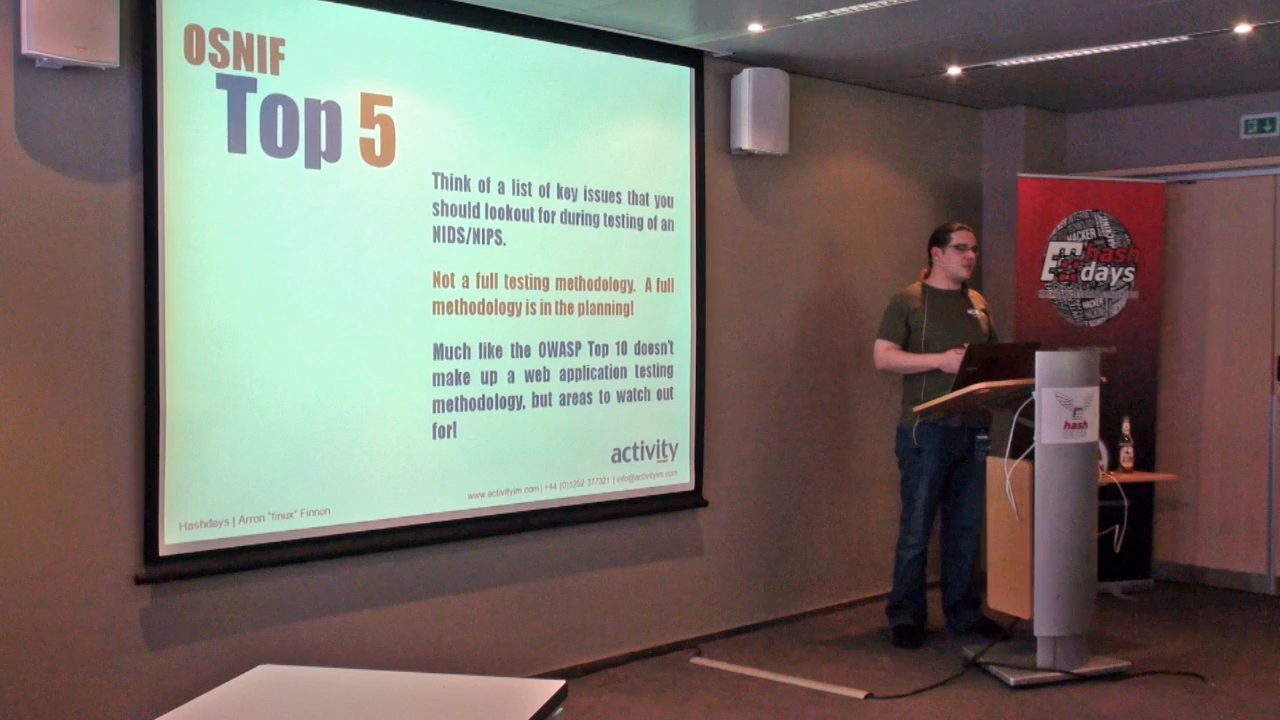 OSNIF
Top 5
Think of a list of key issues that you
should lookout for during testing of an
NIDS/NIPS.
Not a full testing methodology. A full
methodology is in the planning!
Much like the OWASP Top 10 doesn't
make up a web application testing
methodology, but areas to watch out
for!
activity
www.activityim.com | +44 (0)1252 377321 | info@activityim.com
Hashdays | Arron "finux" Finnon
HACKER
hash
days
hash